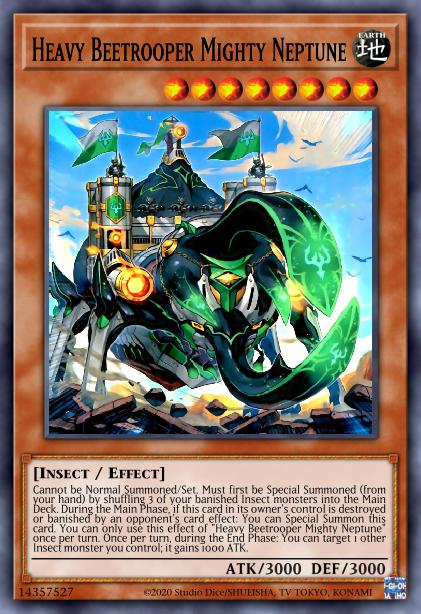 HEAVY BEETROOPER MIGHTY NEPTUNE
EARTH
地
[INSECT / EFFECT]
Cannot be Normal Summoned/Set. Must first be Special Summoned (from
your hand) by shuffling 3 of your banished Insect monsters into the Main
Deck. During the Main Phase, if this card in its owner's control is destroyed
or banished by an opponent's card effect: You can Special Summon this
card. You can only use this effect of "Heavy Beetrooper Mighty Neptune"
once per turn. Once per turn, during the End Phase: You can target 1 other
Insect monster you control; it gains 1000 ATK.
ATK/3000 DEF/3000
14357527
©2020 Studio Dice/SHUEISHA, TV TOKYO, KONAMI